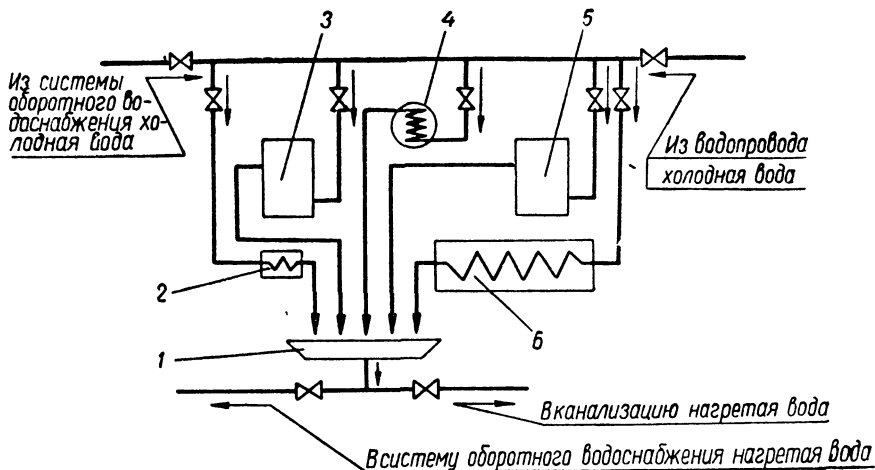 3
4
5
Из системы
оборотного во-
доснабжения хо-
лодная вода
Из водопровода
холодная вода
2
6
1
В канализацию нагретая вода
В систему оборотного водоснабжения нагретая вода